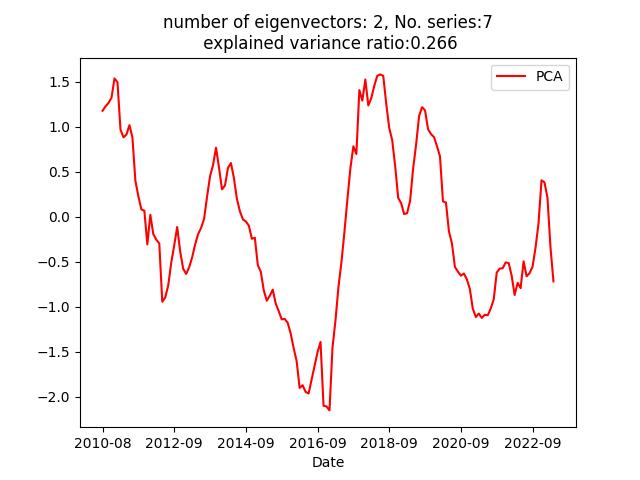 number of eigenvectors: 2, No. series:7
explained variance ratio:0.266
PCA
1.5
1.0
0.5
0.0
−0.5
−1.0
−1.5
−2.0
2010-08 2012-09 2014-09 2016-09 2018-09 2020-09 2022-09
Date